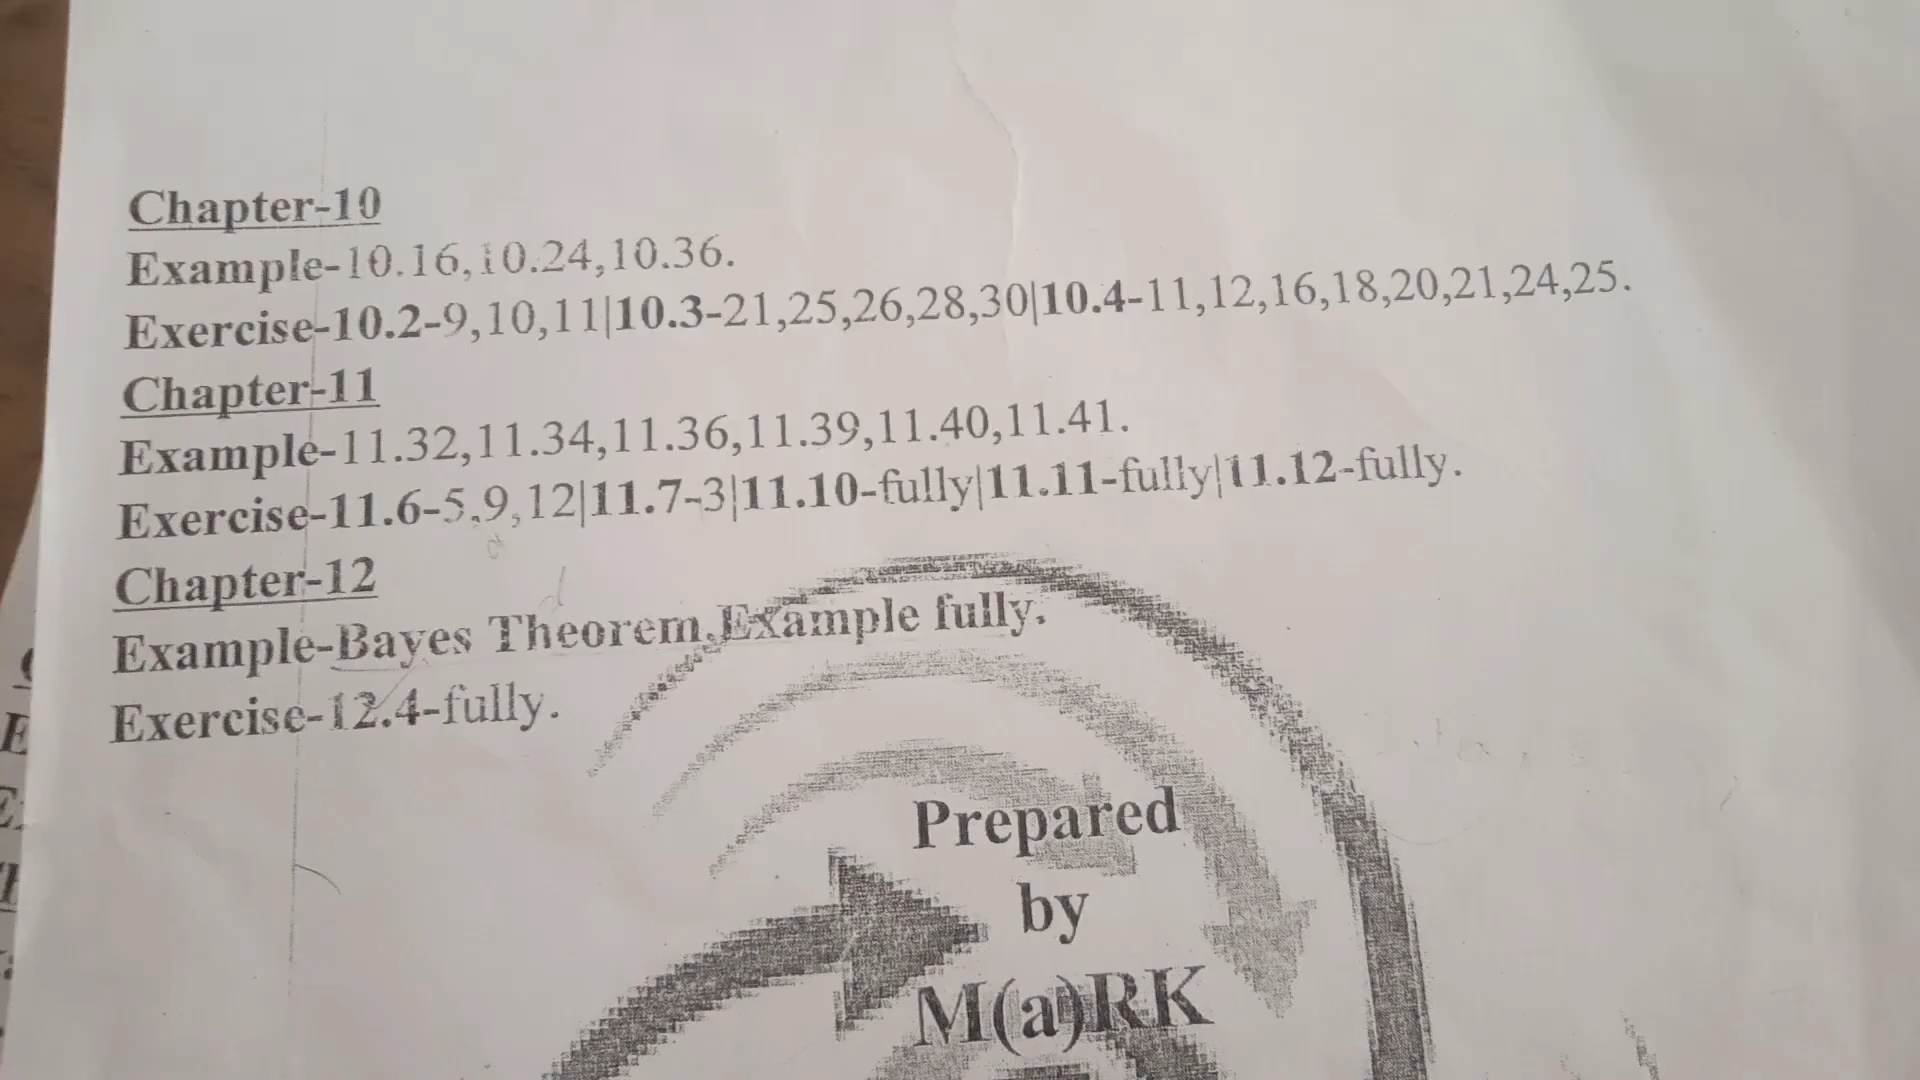 Chapter-10
Example-10.16,10.24,10.36.
Exercise-10.2-9,10,11|10.3-21,25,26,28,30|10.4-11,12,16,18,20,21,24,25.
Chapter-11
Example-11.32,11.34,11.36,11.39,11.40,11.41.
Exercise-11.6-5,9,12|11.7-3|11.10-fully|11.11-fully|11.12-fully.
Chapter-12
Example-Bayes Theorem,Example fully.
Exercise-12.4-fully.
Prepared
by
M(a)RK